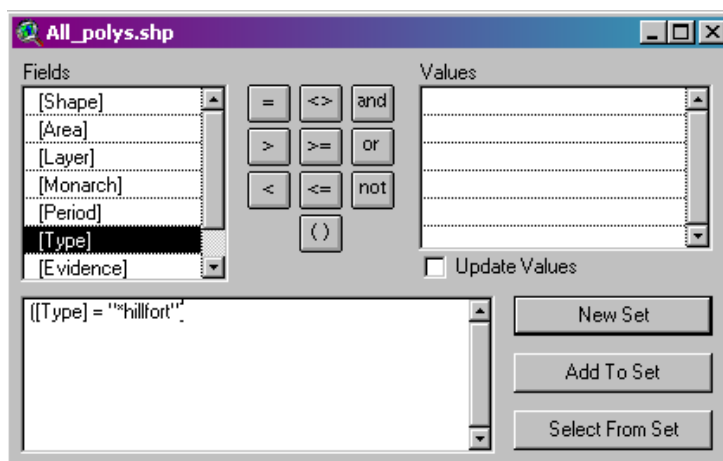 All_polys.shp
Fields
Values
[Shape]
[Area]
[Layer]
[Monarch]
[Period]
[Type]
[Evidence]
= <> and
> >= or
< <= not
( )
Update Values
([Type] = "*hillfort"
New Set
Add To Set
Select From Set